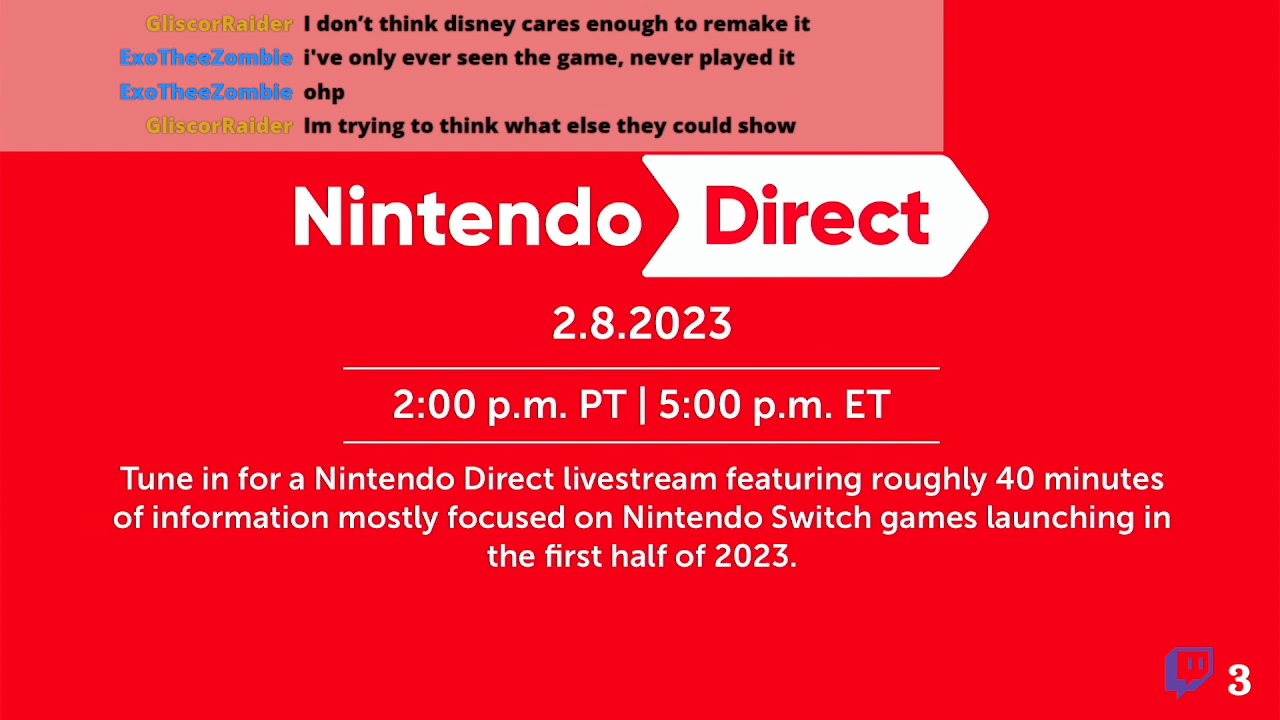 GliscorRaider I don’t think disney cares enough to remake it
ExoTheeZombie i've only ever seen the game, never played it
ExoTheeZombie ohp
GliscorRaider Im trying to think what else they could show
Nintendo Direct
2.8.2023
2:00 p.m. PT | 5:00 p.m. ET
Tune in for a Nintendo Direct livestream featuring roughly 40 minutes
of information mostly focused on Nintendo Switch games launching in
the first half of 2023.
3